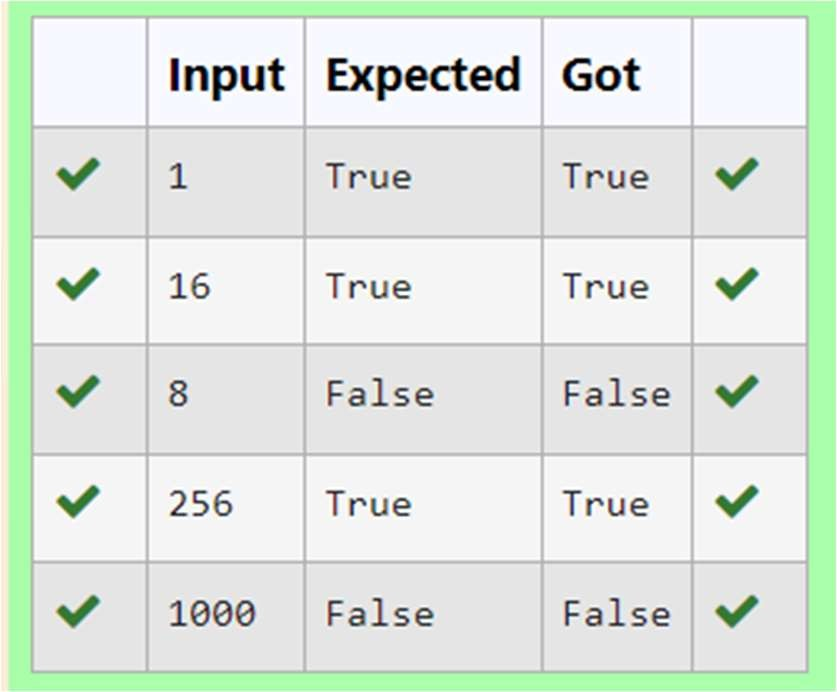 Input Expected Got
1 True True
16 True True
8 False False
256 True True
1000 False False